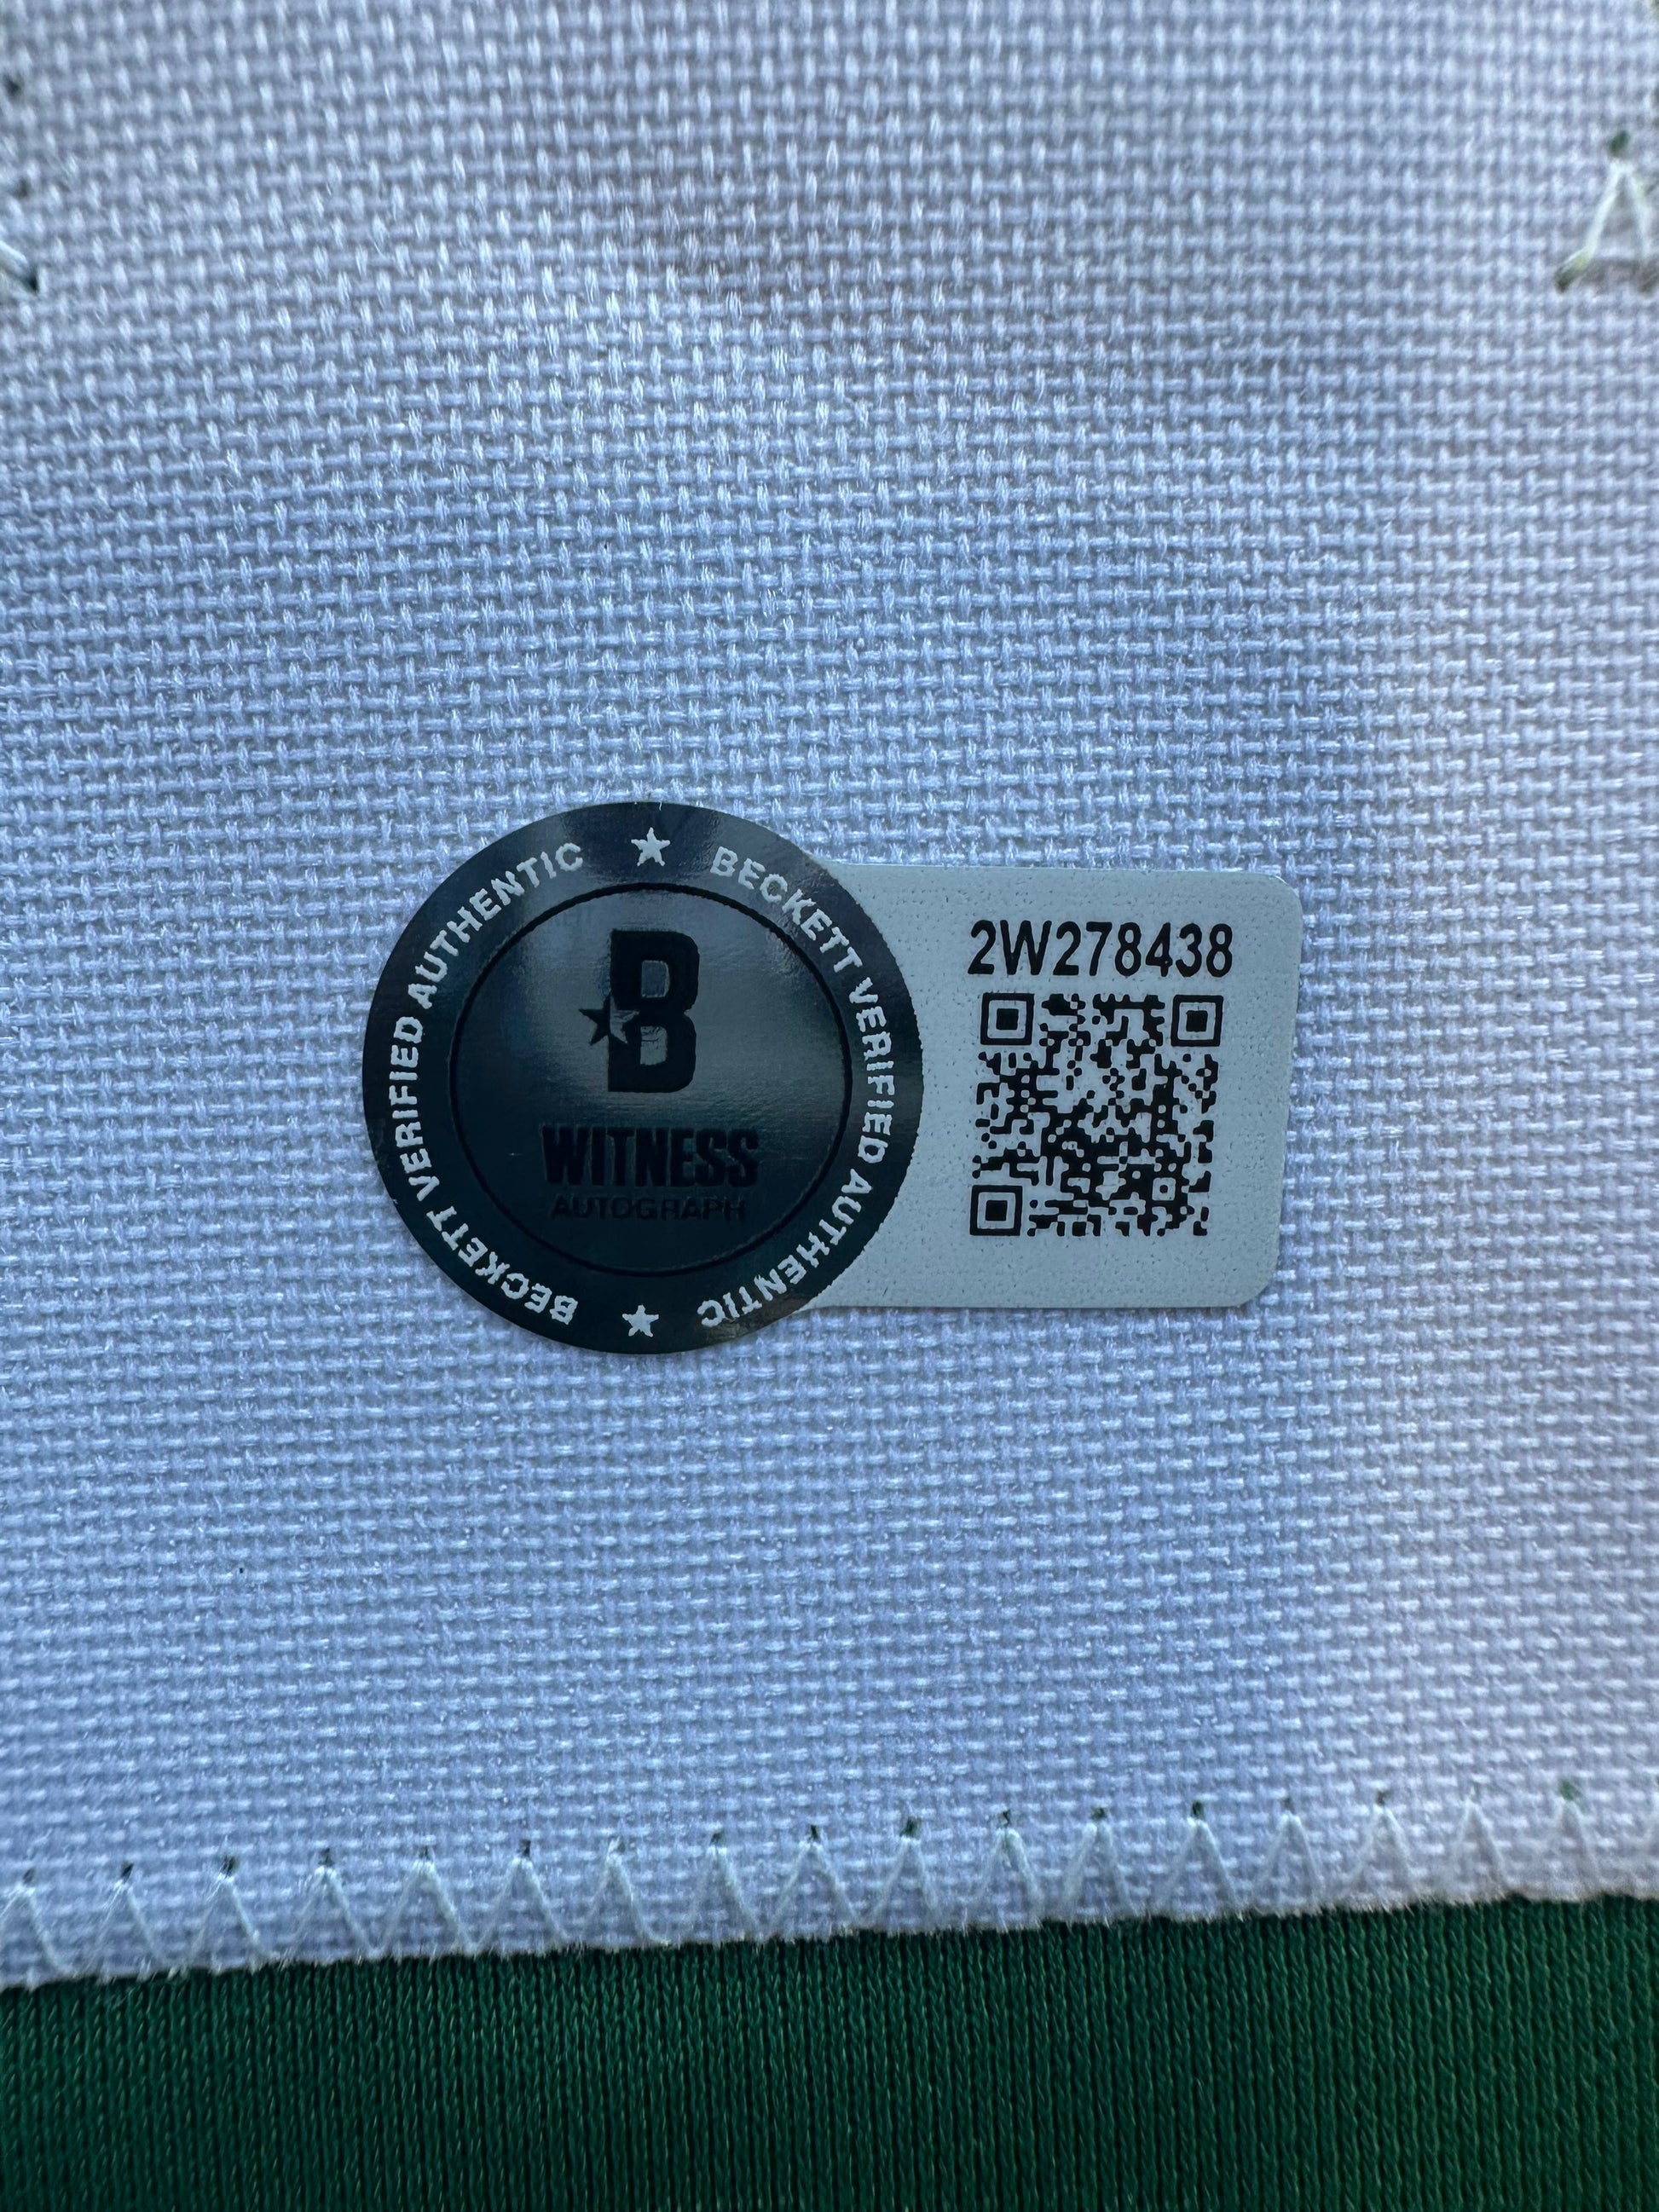 BECKETT VERIFIED AUTHENTIC ★ BECKETT VERIFIED AUTHENTIC ★
B
WITNESS
AUTOGRAPH
2W278438